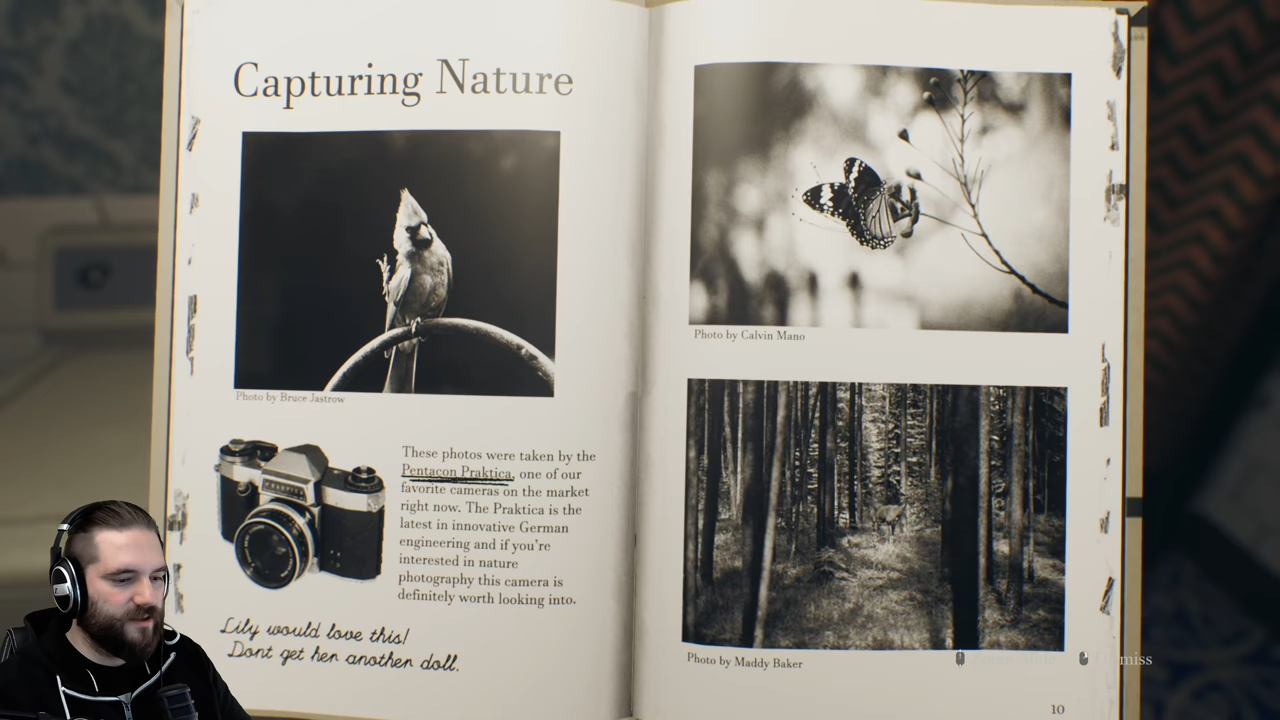 Capturing Nature
Photo by Bruce Jastrow
PRAKTICA
These photos were taken by the
Pentacon Praktica, one of our
favorite cameras on the market
right now. The Praktica is the
latest in innovative German
engineering and if you're
interested in nature
photography this camera is
definitely worth looking into.
Lily would love this!
Dont get her another doll.
Photo by Calvin Mano
Photo by Maddy Baker
10